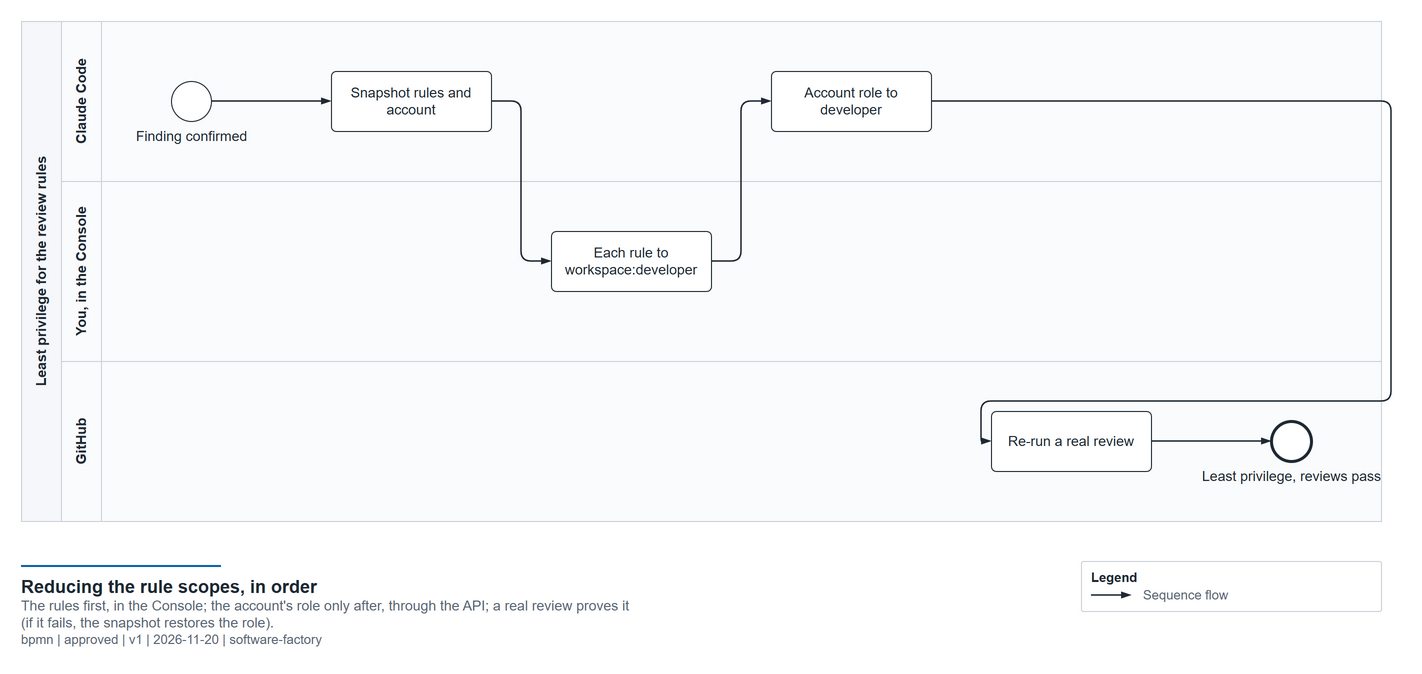 Least privilege for the review rules
Claude Code
Finding confirmed
Snapshot rules and
account
Account role to
developer
You, in the Console
Each rule to
workspace:developer
GitHub
Re-run a real review
Least privilege, reviews pass
Reducing the rule scopes, in order
The rules first, in the Console; the account's role only after, through the API; a real review proves it
(if it fails, the snapshot restores the role).
bpmn | approved | v1 | 2026-11-20 | software-factory
Legend
Sequence flow